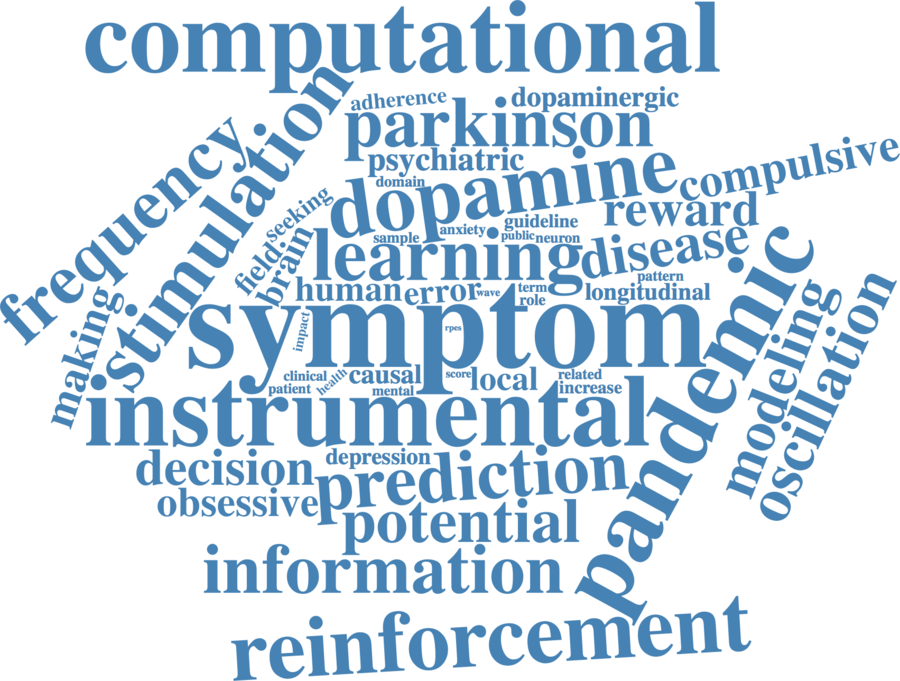 computational
stimulation
frequency
adherence
dopaminergic
parkinson
psychiatric
compulsive
domain
dopamine
reward
seeking
field
brain
sample
anxiety
guideline
public
neuron
learning
disease
pattern
human
error
wave
term
role
longitudinal
making
symptom
impact
rpes
pandemic
modeling
oscillation
clinical
patient
health
causal
mental
score
local
related
increase
instrumental
decision
depression
obsessive
prediction
potential
information
reinforcement